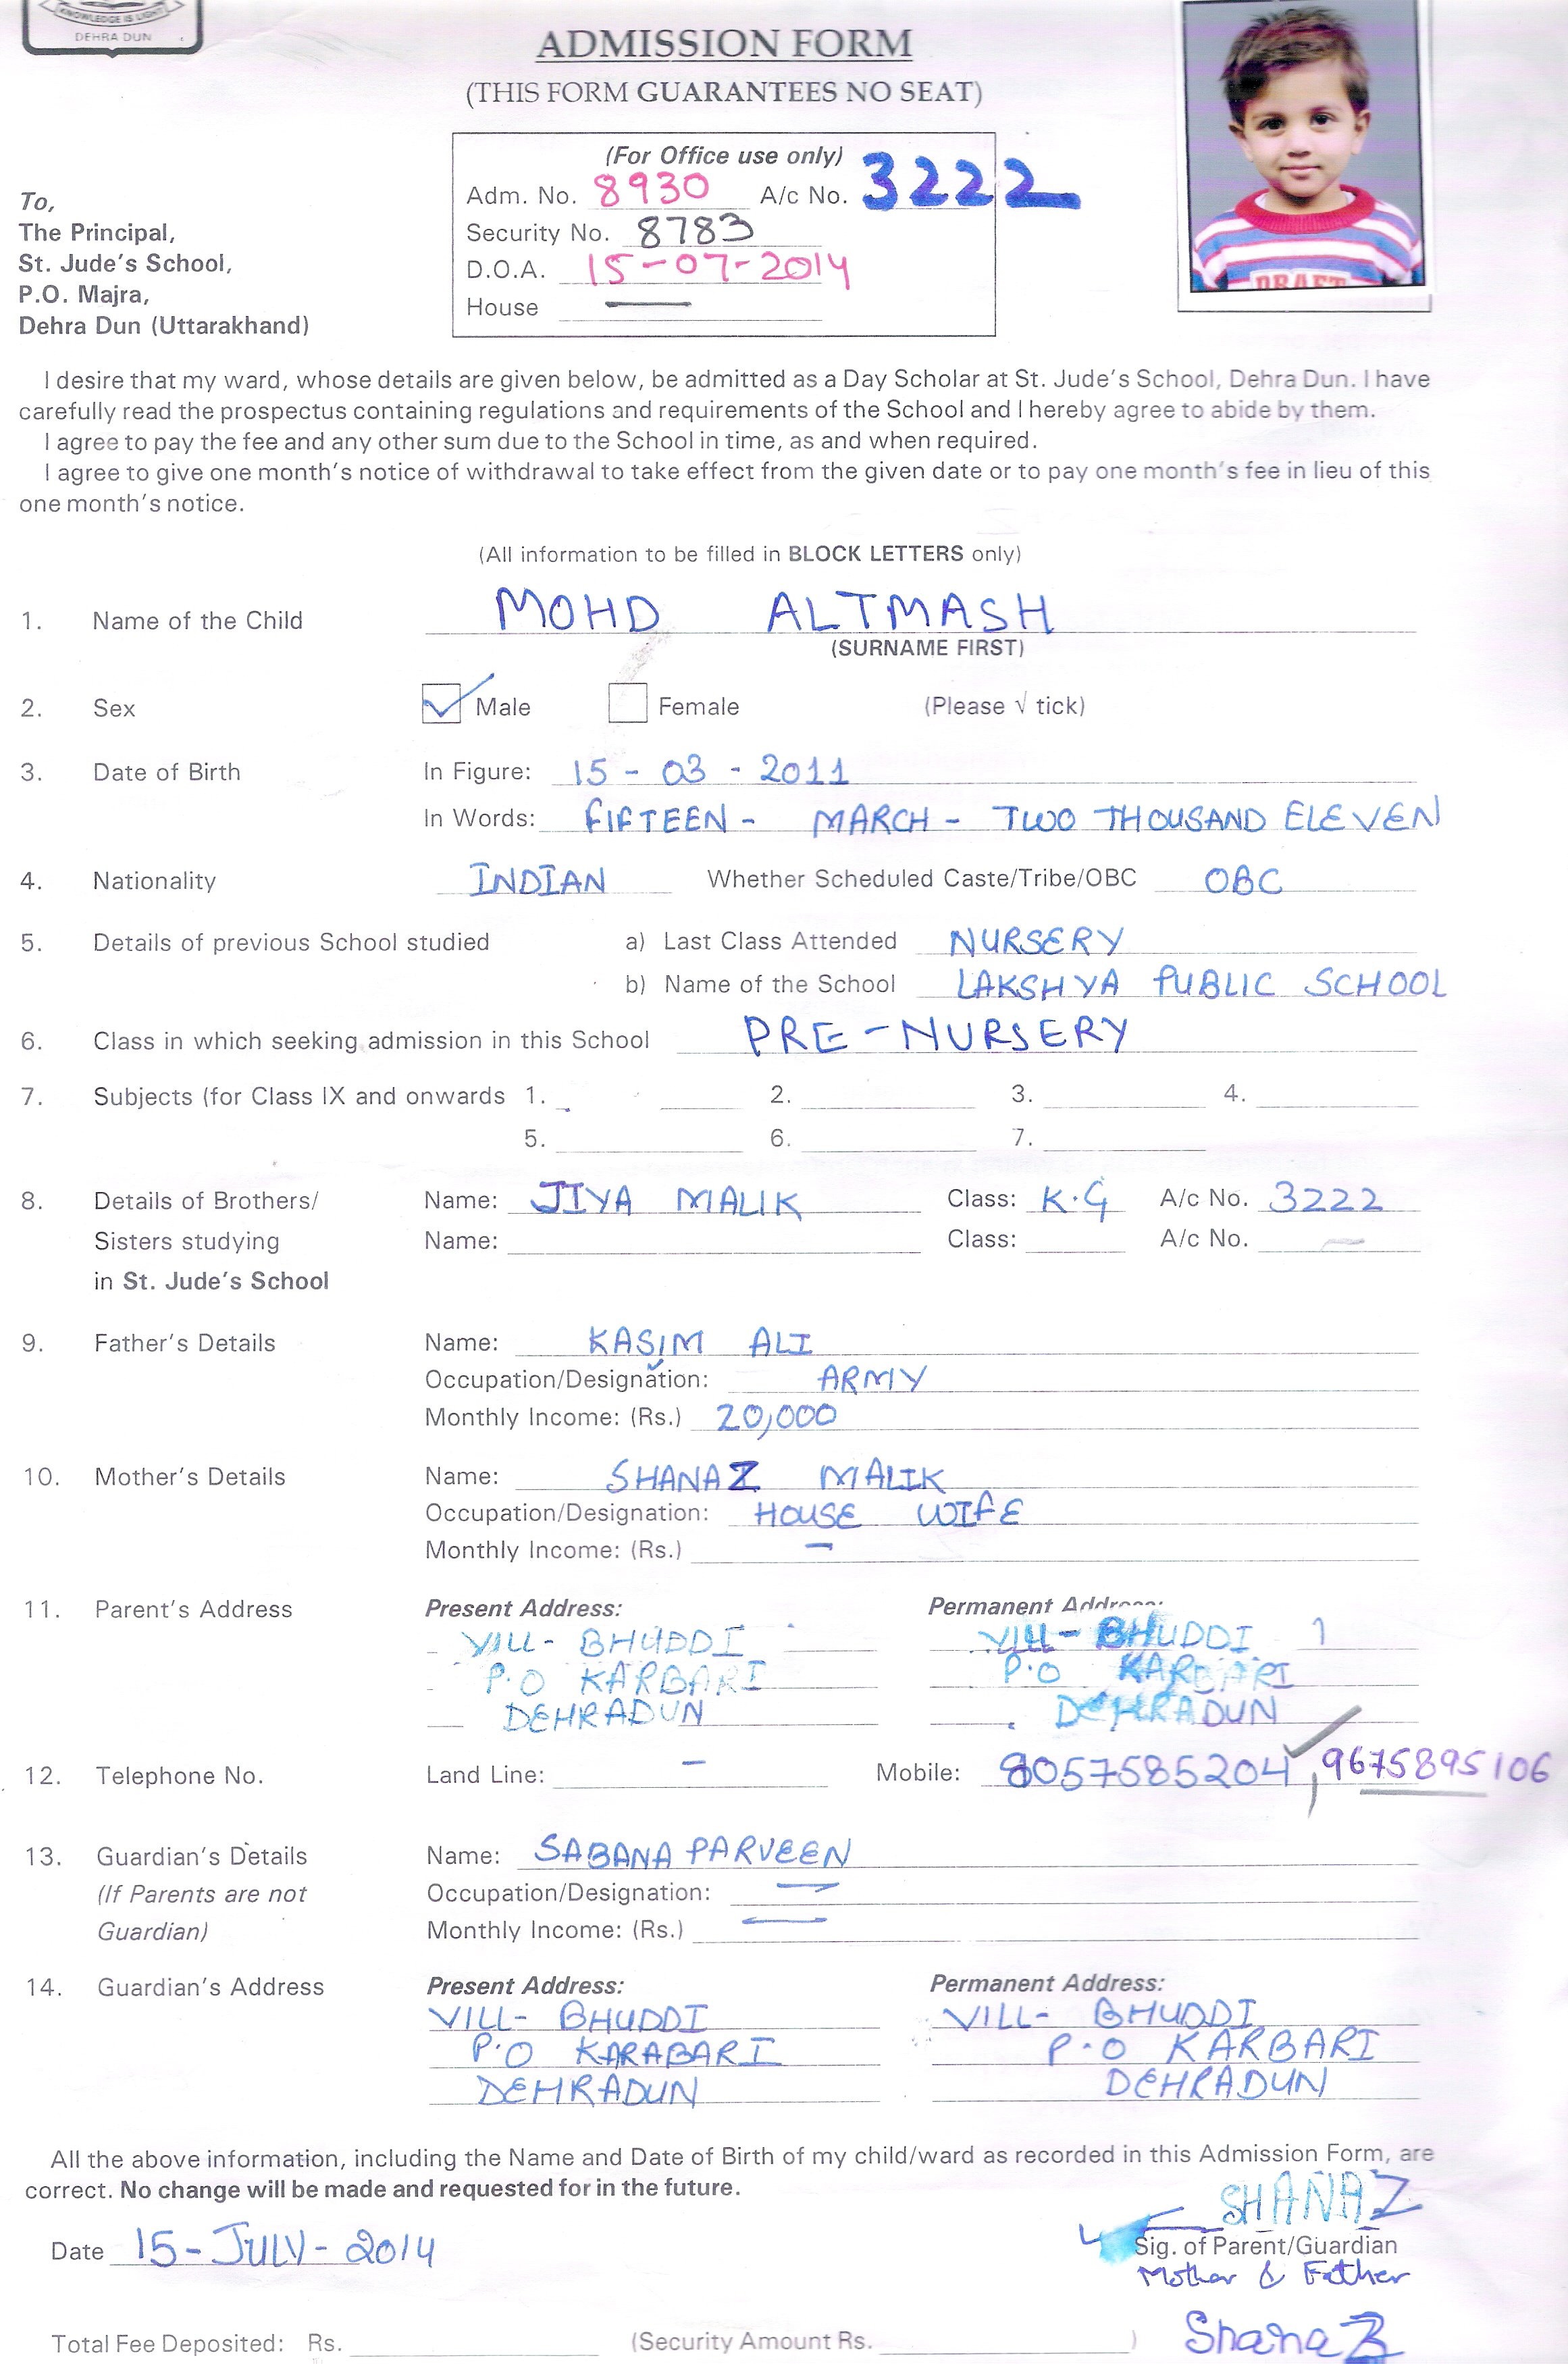 KNOWLEDGE IS LIGHT
DEHRA DUN
ADMISSION FORM
(THIS FORM GUARANTEES NO SEAT)
(For Office use only)
Adm. No. 8930 A/c No. 3222
Security No. 8783
D.O.A. 15-07-2014
House —
To,
The Principal,
St. Jude's School,
P.O. Majra,
Dehra Dun (Uttarakhand)
DRAFT
I desire that my ward, whose details are given below, be admitted as a Day Scholar at St. Jude's School, Dehra Dun. I have
carefully read the prospectus containing regulations and requirements of the School and I hereby agree to abide by them.
I agree to pay the fee and any other sum due to the School in time, as and when required.
I agree to give one month's notice of withdrawal to take effect from the given date or to pay one month's fee in lieu of this
one month's notice.
(All information to be filled in BLOCK LETTERS only)
1. Name of the Child MOHD ALTMASH
(SURNAME FIRST)
2. Sex ✓ Male Female (Please √ tick)
3. Date of Birth In Figure: 15 - 03 - 2011
In Words: FIFTEEN - MARCH - TWO THOUSAND ELEVEN
4. Nationality INDIAN Whether Scheduled Caste/Tribe/OBC OBC
5. Details of previous School studied a) Last Class Attended NURSERY
b) Name of the School LAKSHYA PUBLIC SCHOOL
6. Class in which seeking admission in this School PRE-NURSERY
7. Subjects (for Class IX and onwards 1. 2. 3. 4.
5. 6. 7.
8. Details of Brothers/ Name: JIYA MALIK Class: K.G A/c No. 3222
Sisters studying Name: Class: A/c No.
in St. Jude's School
9. Father's Details Name: KASIM ALI
Occupation/Designation: ARMY
Monthly Income: (Rs.) 20,000
10. Mother's Details Name: SHANAZ MALIK
Occupation/Designation: HOUSE WIFE
Monthly Income: (Rs.) -
11. Parent's Address Present Address: Permanent Address:
VILL- BHUDDI VILL- BHUDDI
P.O KARBARI P.O KARBARI
DEHRADUN DEHRADUN
12. Telephone No. Land Line: - Mobile: 8057585204, 9675895106
13. Guardian's Details Name: SABANA PARVEEN
(If Parents are not Occupation/Designation: —
Guardian) Monthly Income: (Rs.) —
14. Guardian's Address Present Address: Permanent Address:
VILL- BHUDDI VILL- BHUDDI
P.O KARABARI P.O KARBARI
DEHRADUN DEHRADUN
All the above information, including the Name and Date of Birth of my child/ward as recorded in this Admission Form, are
correct. No change will be made and requested for in the future.
SHANAZ
Date 15-JULY-2014 Sig. of Parent/Guardian
Mother & Father
Total Fee Deposited: Rs. (Security Amount Rs. ) Shanaz